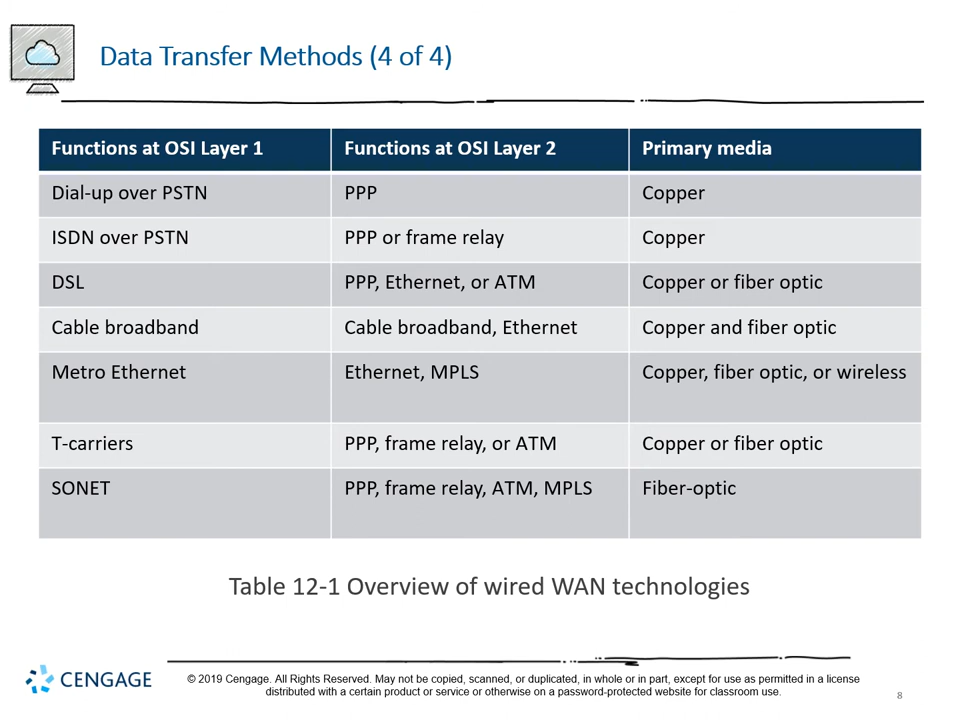 Data Transfer Methods (4 of 4)
Functions at OSI Layer 1 Functions at OSI Layer 2 Primary media
Dial-up over PSTN PPP Copper
ISDN over PSTN PPP or frame relay Copper
DSL PPP, Ethernet, or ATM Copper or fiber optic
Cable broadband Cable broadband, Ethernet Copper and fiber optic
Metro Ethernet Ethernet, MPLS Copper, fiber optic, or wireless
T-carriers PPP, frame relay, or ATM Copper or fiber optic
SONET PPP, frame relay, ATM, MPLS Fiber-optic
Table 12-1 Overview of wired WAN technologies
CENGAGE
© 2019 Cengage. All Rights Reserved. May not be copied, scanned, or duplicated, in whole or in part, except for use as permitted in a license
distributed with a certain product or service or otherwise on a password-protected website for classroom use.
8